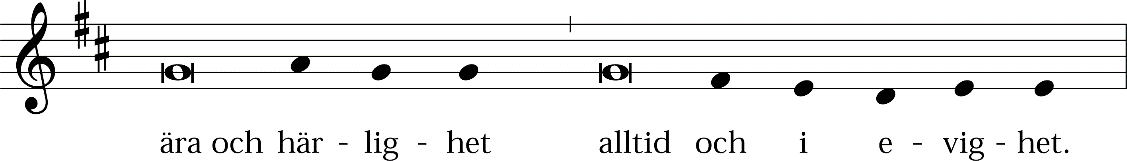 ära och här - lig - het alltid och i e - vig - het.